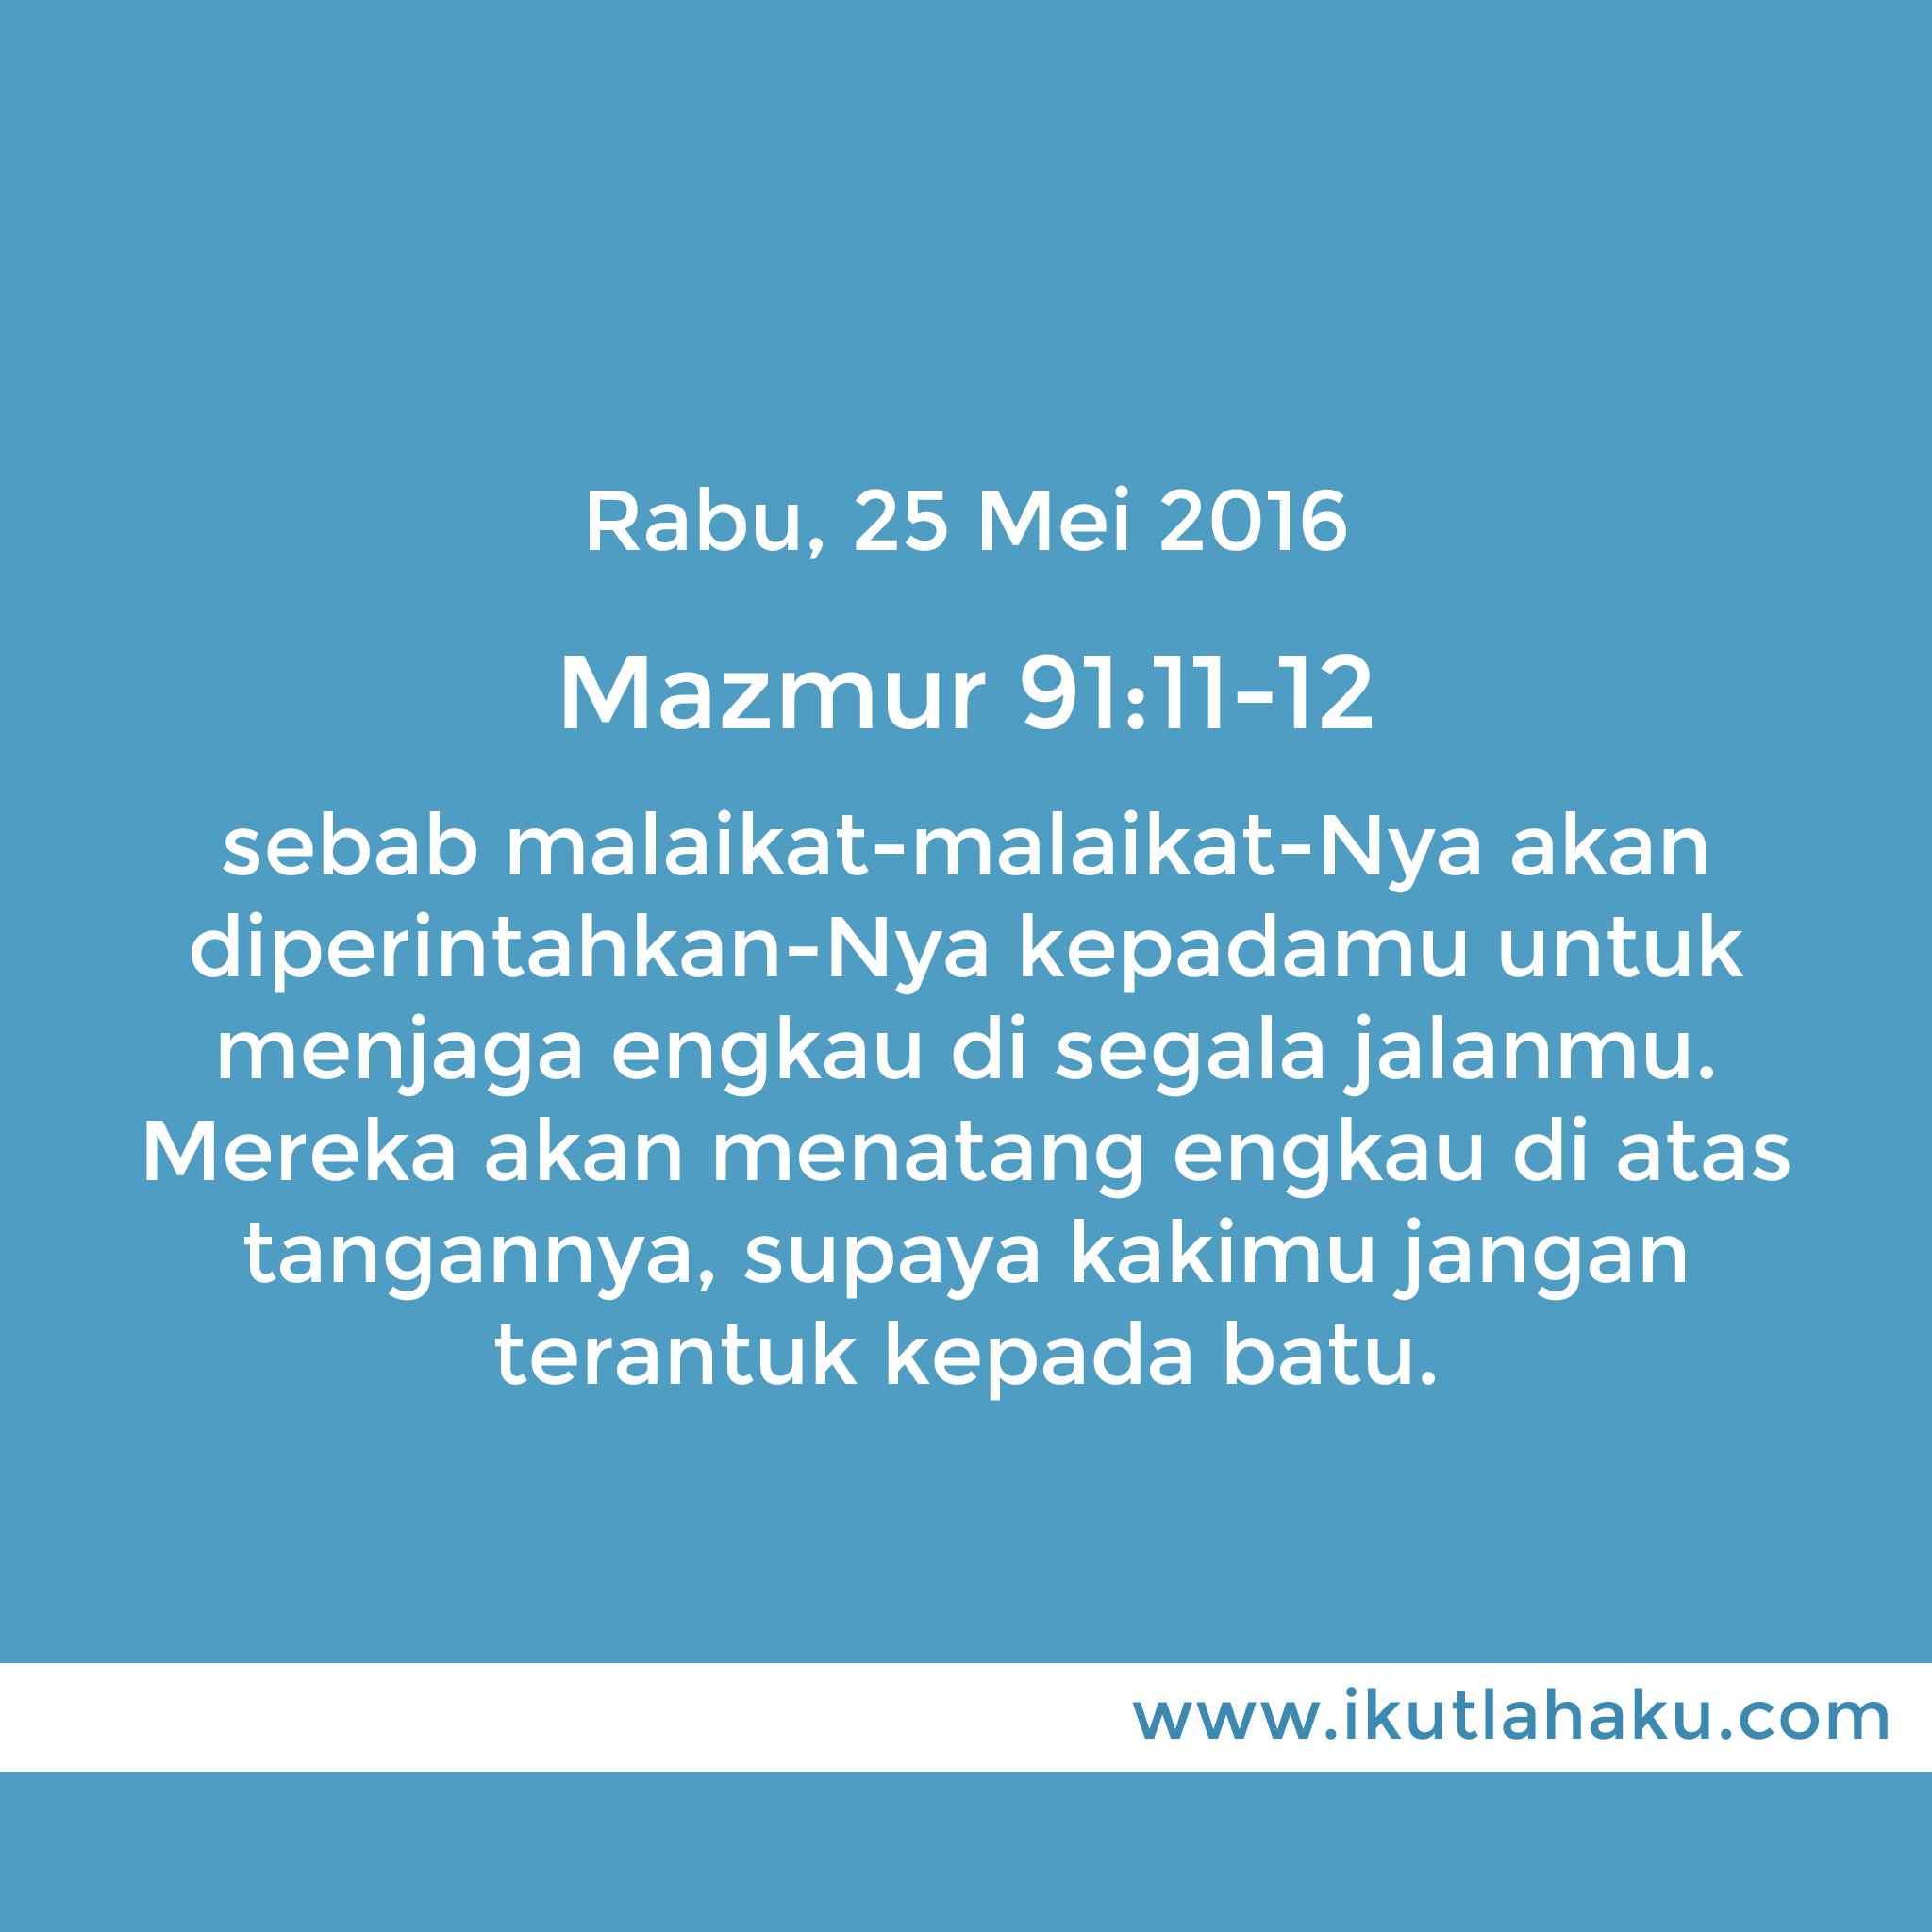 Rabu, 25 Mei 2016
Mazmur 91:11-12
sebab malaikat-malaikat-Nya akan
diperintahkan-Nya kepadamu untuk
menjaga engkau di segala jalanmu.
Mereka akan menatang engkau di atas
tangannya, supaya kakimu jangan
terantuk kepada batu.
www.ikutlahaku.com